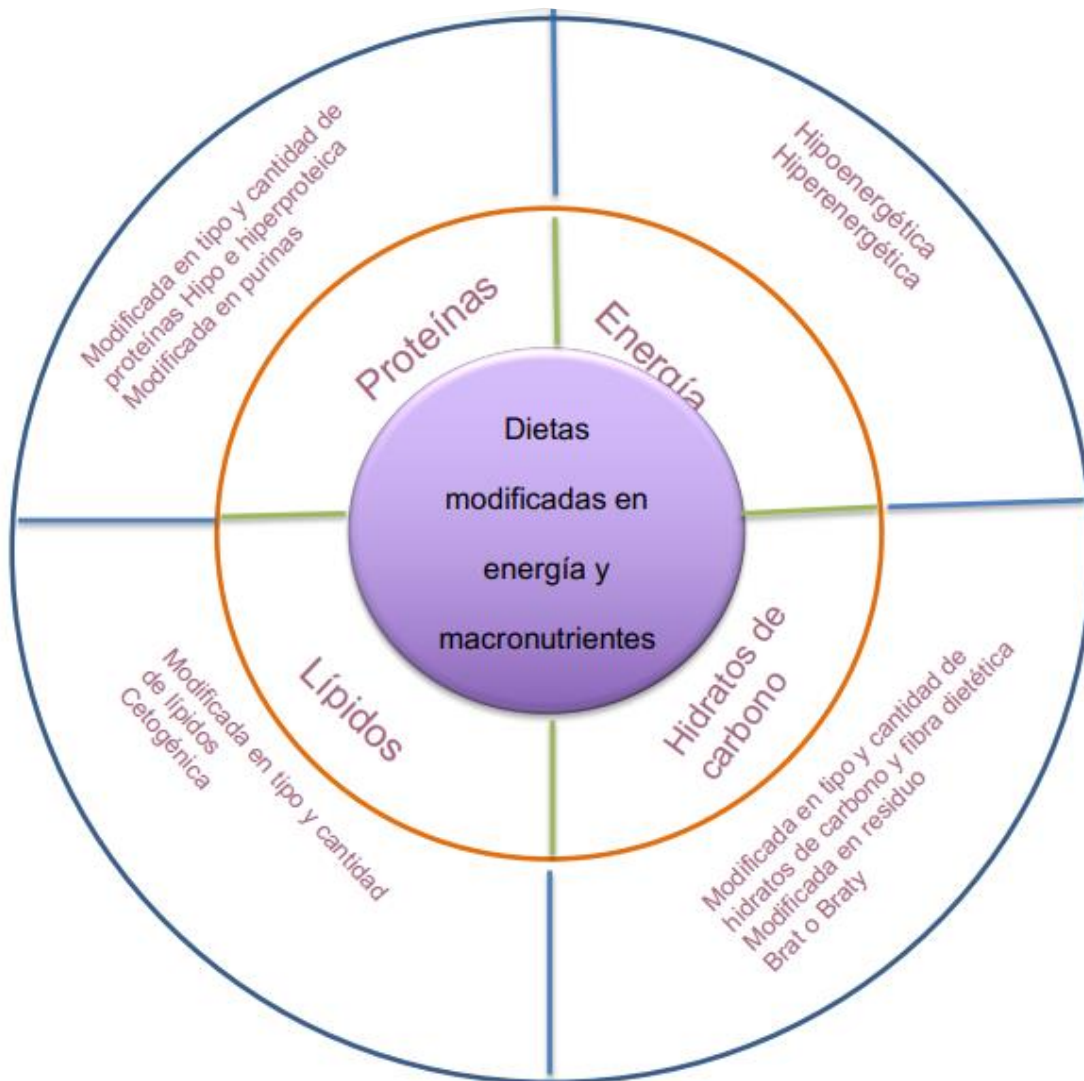 Modificada en tipo y cantidad de
proteínas Hipo e hiperproteica
Modificada en purinas
Hipoenergética
Hiperenergética
Proteínas
Energía
Dietas
modificadas en
energía y
macronutrientes
Lípidos
Hidratos de
carbono
Modificada en tipo y cantidad
de lípidos
Cetogénica
Modificada en tipo y cantidad de
hidratos de carbono y fibra dietética
Modificada en residuo
Brat o Braty